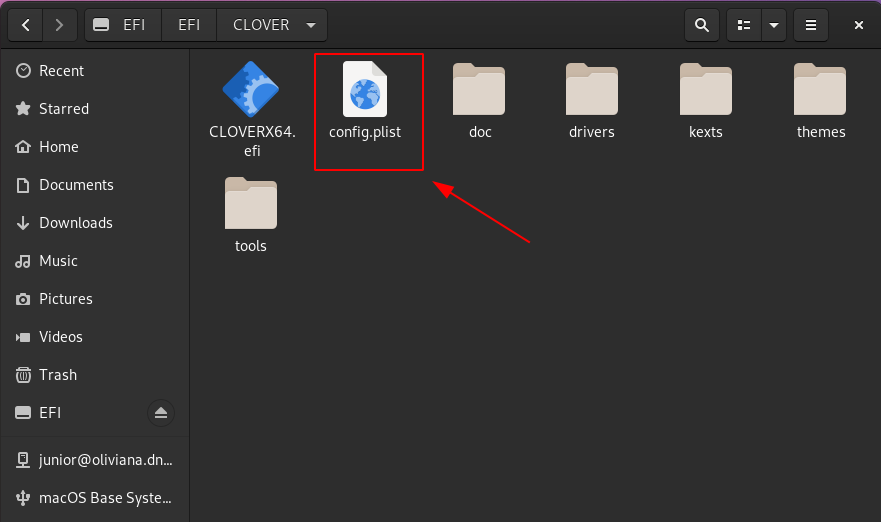 EFI EFI CLOVER
Recent
Starred
Home
Documents
Downloads
Music
Pictures
Videos
Trash
EFI
junior@oliviana.dn...
macOS Base Syste...
CLOVERX64.
efi
config.plist
doc
drivers
kexts
themes
tools